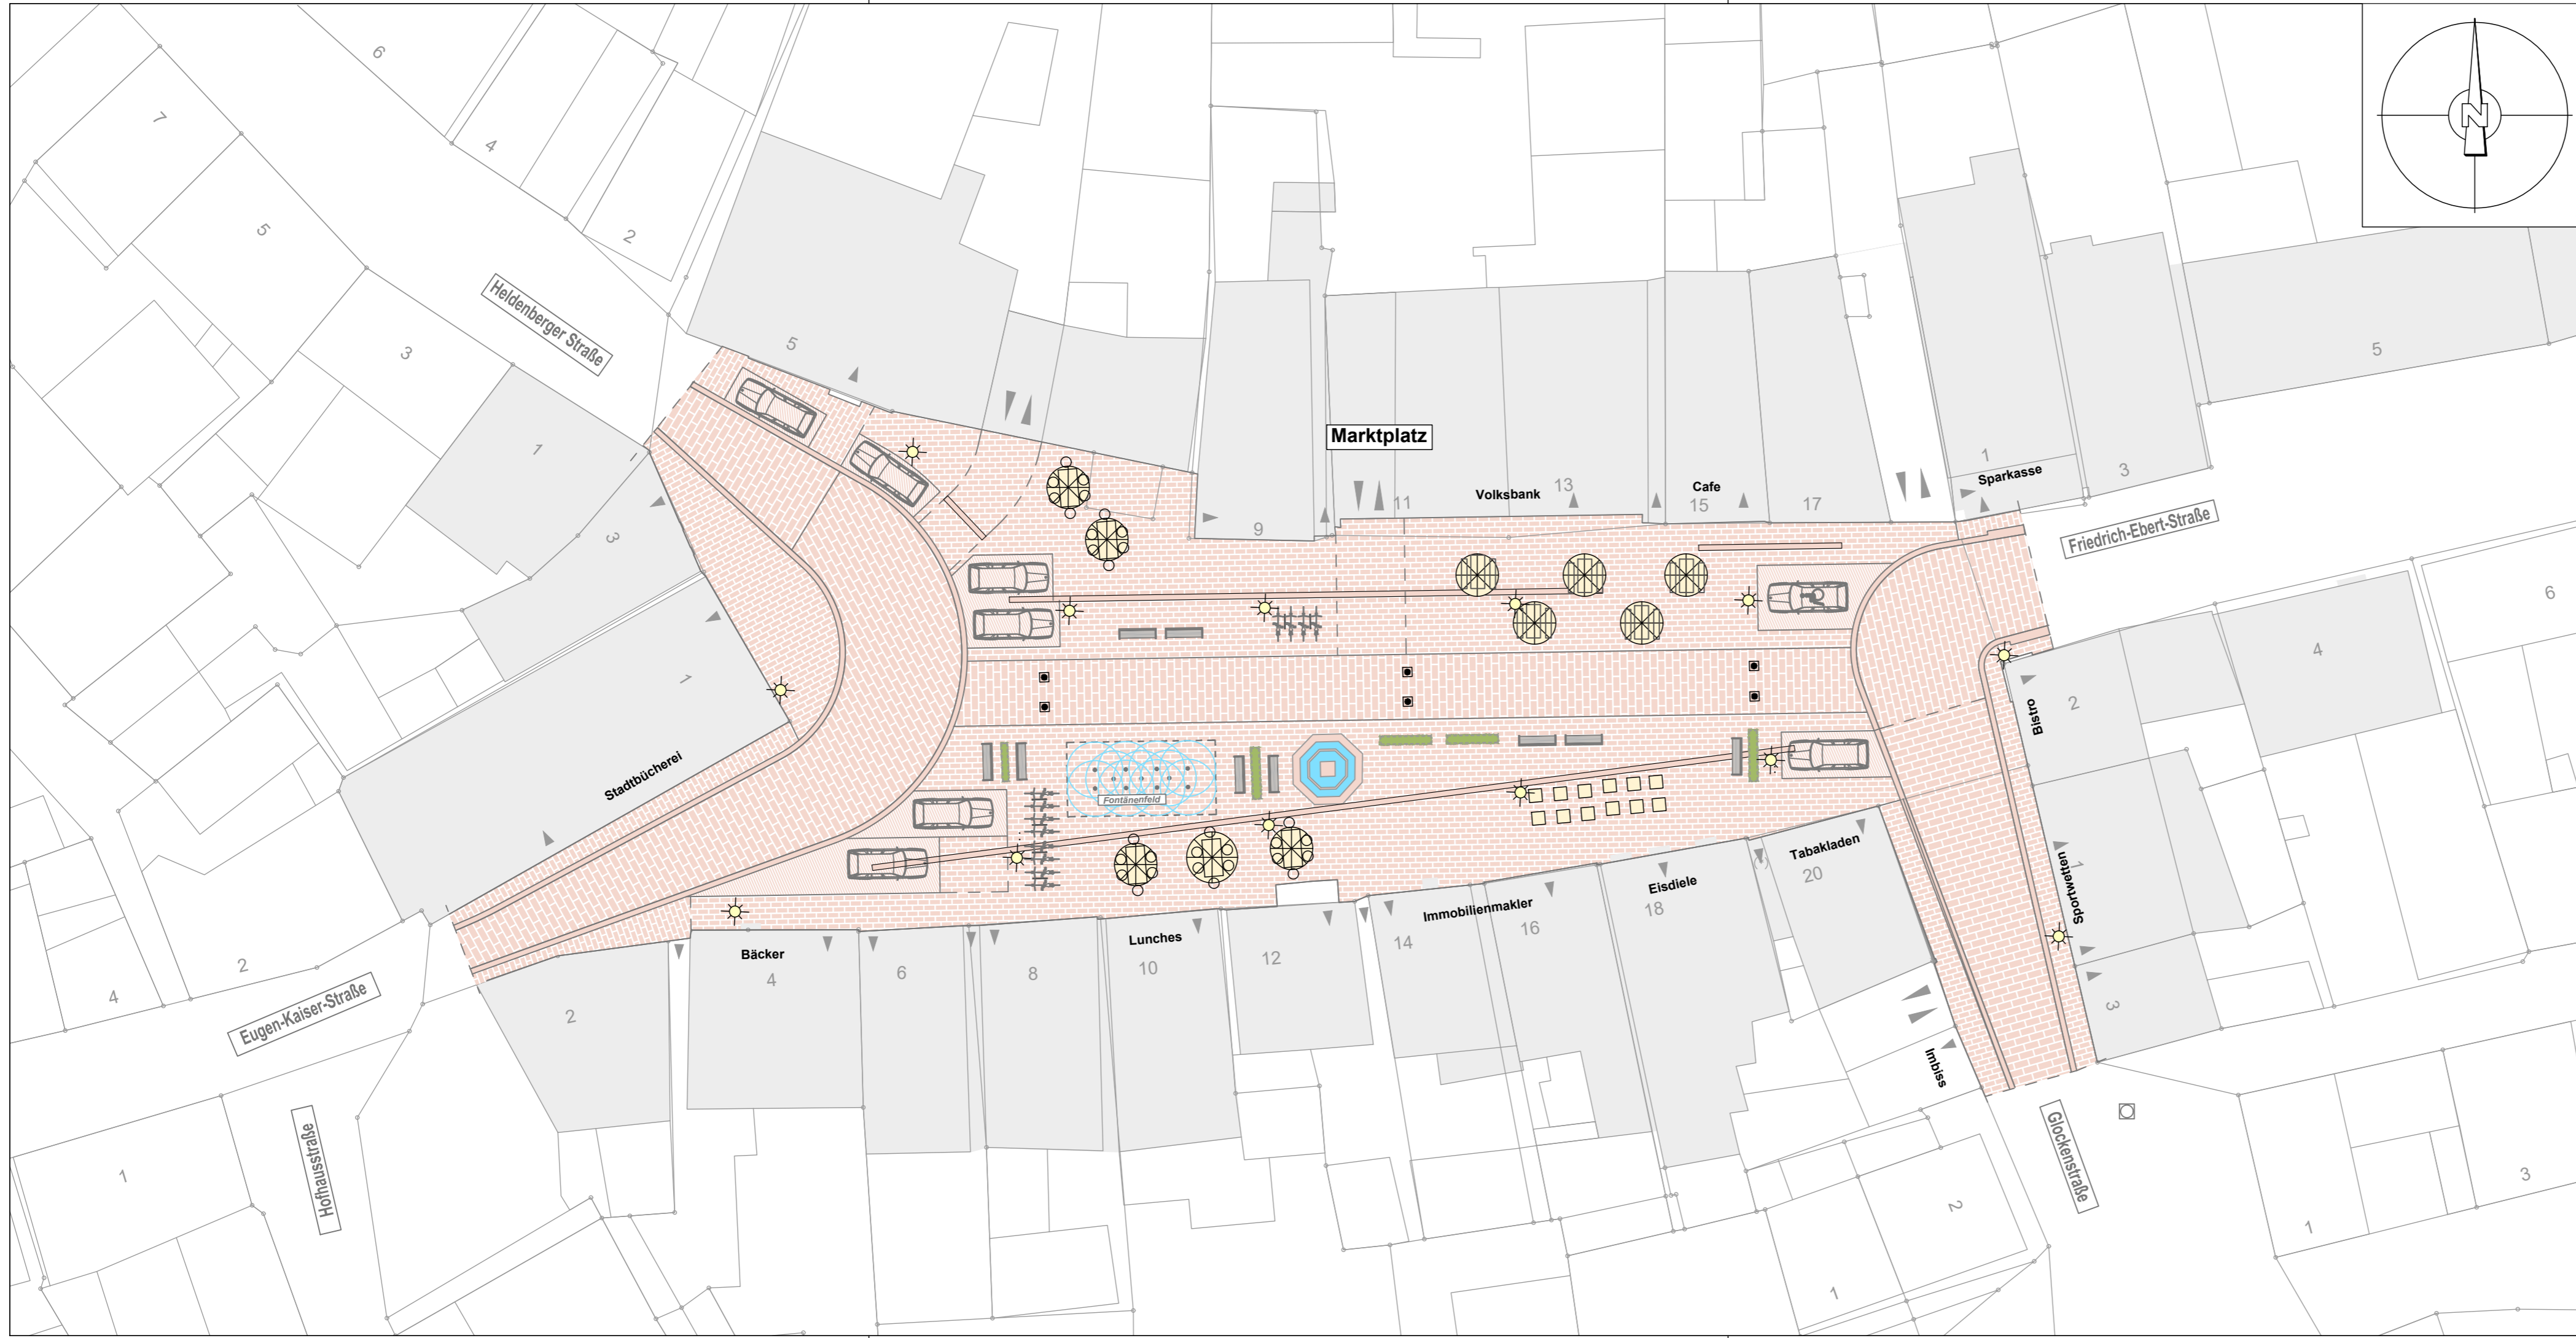 6
7
4
5
2
N
3
5
1
5
Heldenberger Straße
Marktplatz
11
13
Volksbank
Cafe
15
17
9
1
Sparkasse
3
Friedrich-Ebert-Straße
3
6
4
1
2
Bistro
Stadtbücherei
Fontänenfeld
Tabakladen
20
Eisdiele
18
1
Sportwetten
Immobilienmakler
14
16
Lunches
10
12
Bäcker
4
6
8
2
4
2
3
Eugen-Kaiser-Straße
Imbiss
Hofhausstraße
Glockenstraße
1
2
1
1
3